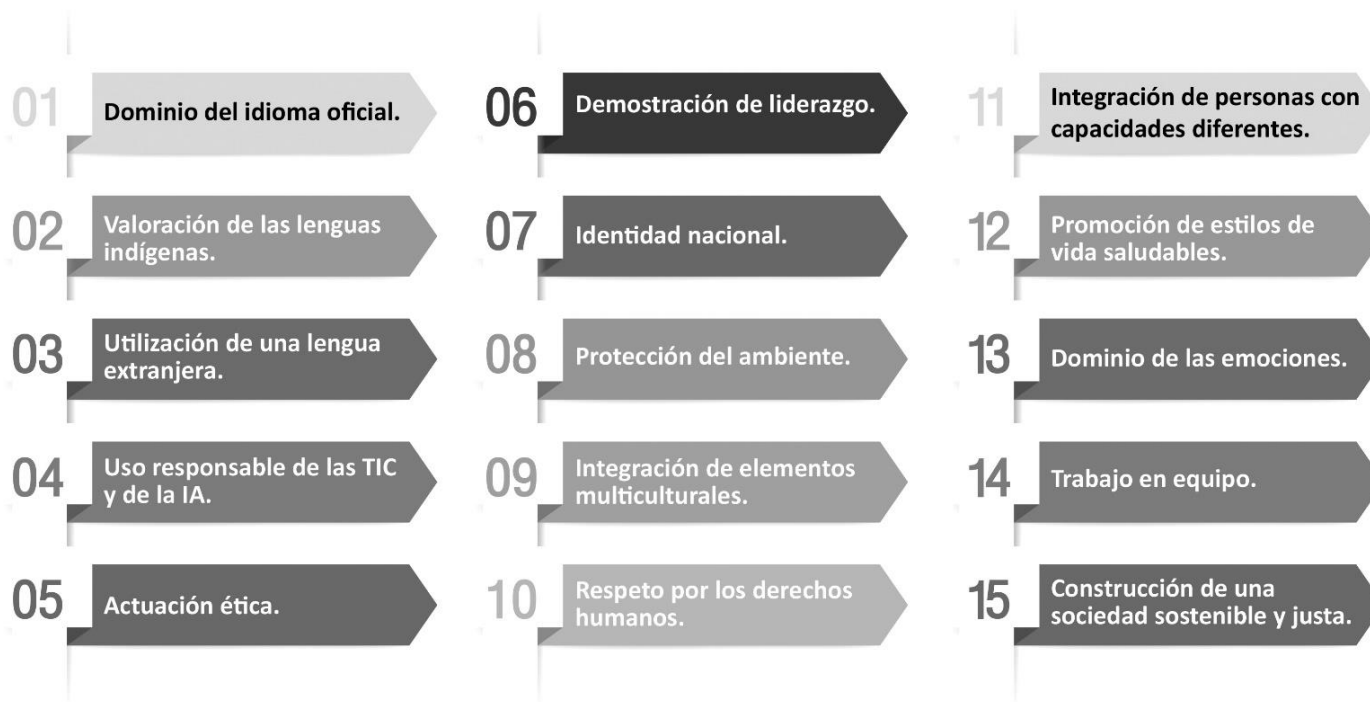 01
Dominio del idioma oficial.
02
Valoración de las lenguas
indígenas.
03
Utilización de una lengua
extranjera.
04
Uso responsable de las TIC
y de la IA.
05
Actuación ética.
06
Demostración de liderazgo.
07
Identidad nacional.
08
Protección del ambiente.
09
Integración de elementos
multiculturales.
10
Respeto por los derechos
humanos.
11
Integración de personas con
capacidades diferentes.
12
Promoción de estilos de
vida saludables.
13
Dominio de las emociones.
14
Trabajo en equipo.
15
Construcción de una
sociedad sostenible y justa.